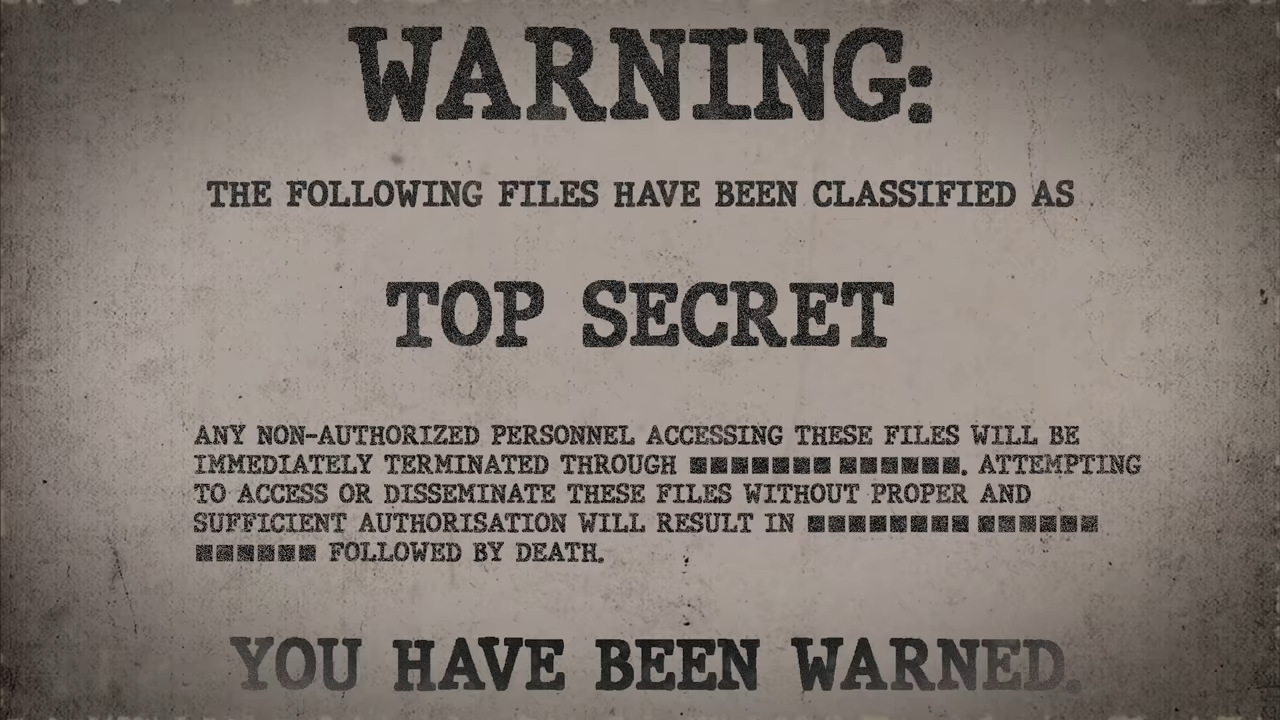 WARNING:
THE FOLLOWING FILES HAVE BEEN CLASSIFIED AS
TOP SECRET
ANY NON-AUTHORIZED PERSONNEL ACCESSING THESE FILES WILL BE
IMMEDIATELY TERMINATED THROUGH ■■■■■■■ ■■■■■■. ATTEMPTING
TO ACCESS OR DISSEMINATE THESE FILES WITHOUT PROPER AND
SUFFICIENT AUTHORISATION WILL RESULT IN ■■■■■■■■ ■■■■■■
■■■■■■ FOLLOWED BY DEATH.
YOU HAVE BEEN WARNED.